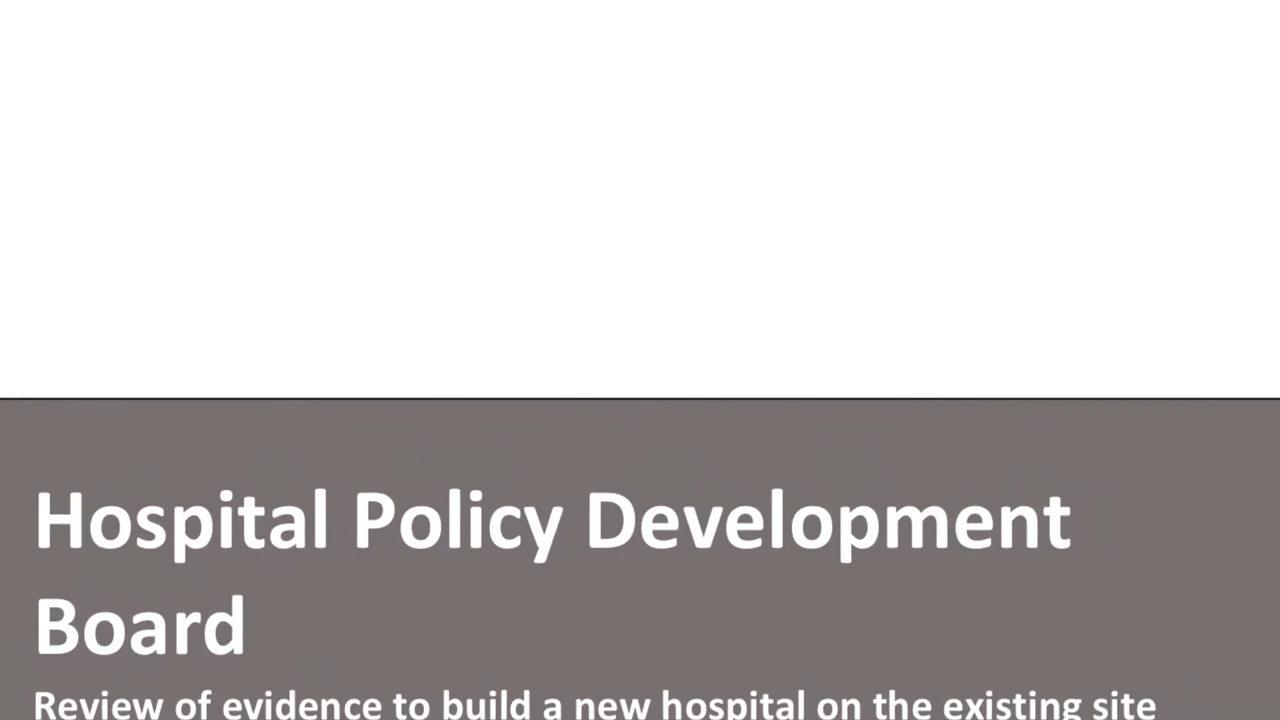 Hospital Policy Development
Board
Review of evidence to build a new hospital on the existing site